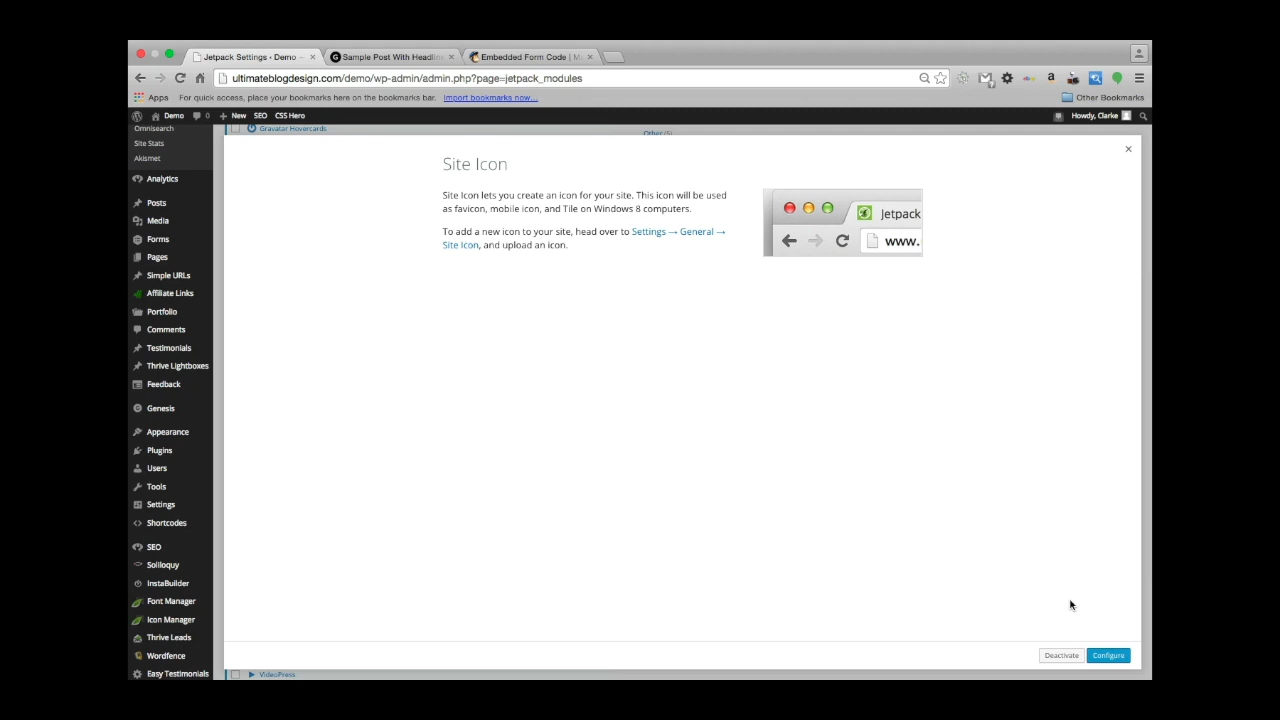 Jetpack Settings - Demo
Sample Post With Headlin
Embedded Form Code | M
ultimateblogdesign.com/demo/wp-admin/admin.php?page=jetpack_modules
Apps
For quick access, place your bookmarks here on the bookmarks bar. Import bookmarks now...
Other Bookmarks
Demo
0
New
SEO
CSS Hero
Howdy, Clarke
Omnisearch
Site Stats
Akismet
Analytics
Posts
Media
Forms
Pages
Simple URLs
Affiliate Links
Portfolio
Comments
Testimonials
Thrive Lightboxes
Feedback
Genesis
Appearance
Plugins
Users
Tools
Settings
Shortcodes
SEO
Soliloquy
InstaBuilder
Font Manager
Icon Manager
Thrive Leads
Wordfence
Easy Testimonials
Gravatar Hovercards
Other (5)
Site Icon
Site Icon lets you create an icon for your site. This icon will be used
as favicon, mobile icon, and Tile on Windows 8 computers.
To add a new icon to your site, head over to Settings → General →
Site Icon, and upload an icon.
Jetpack
www.
Deactivate
Configure
VideoPress